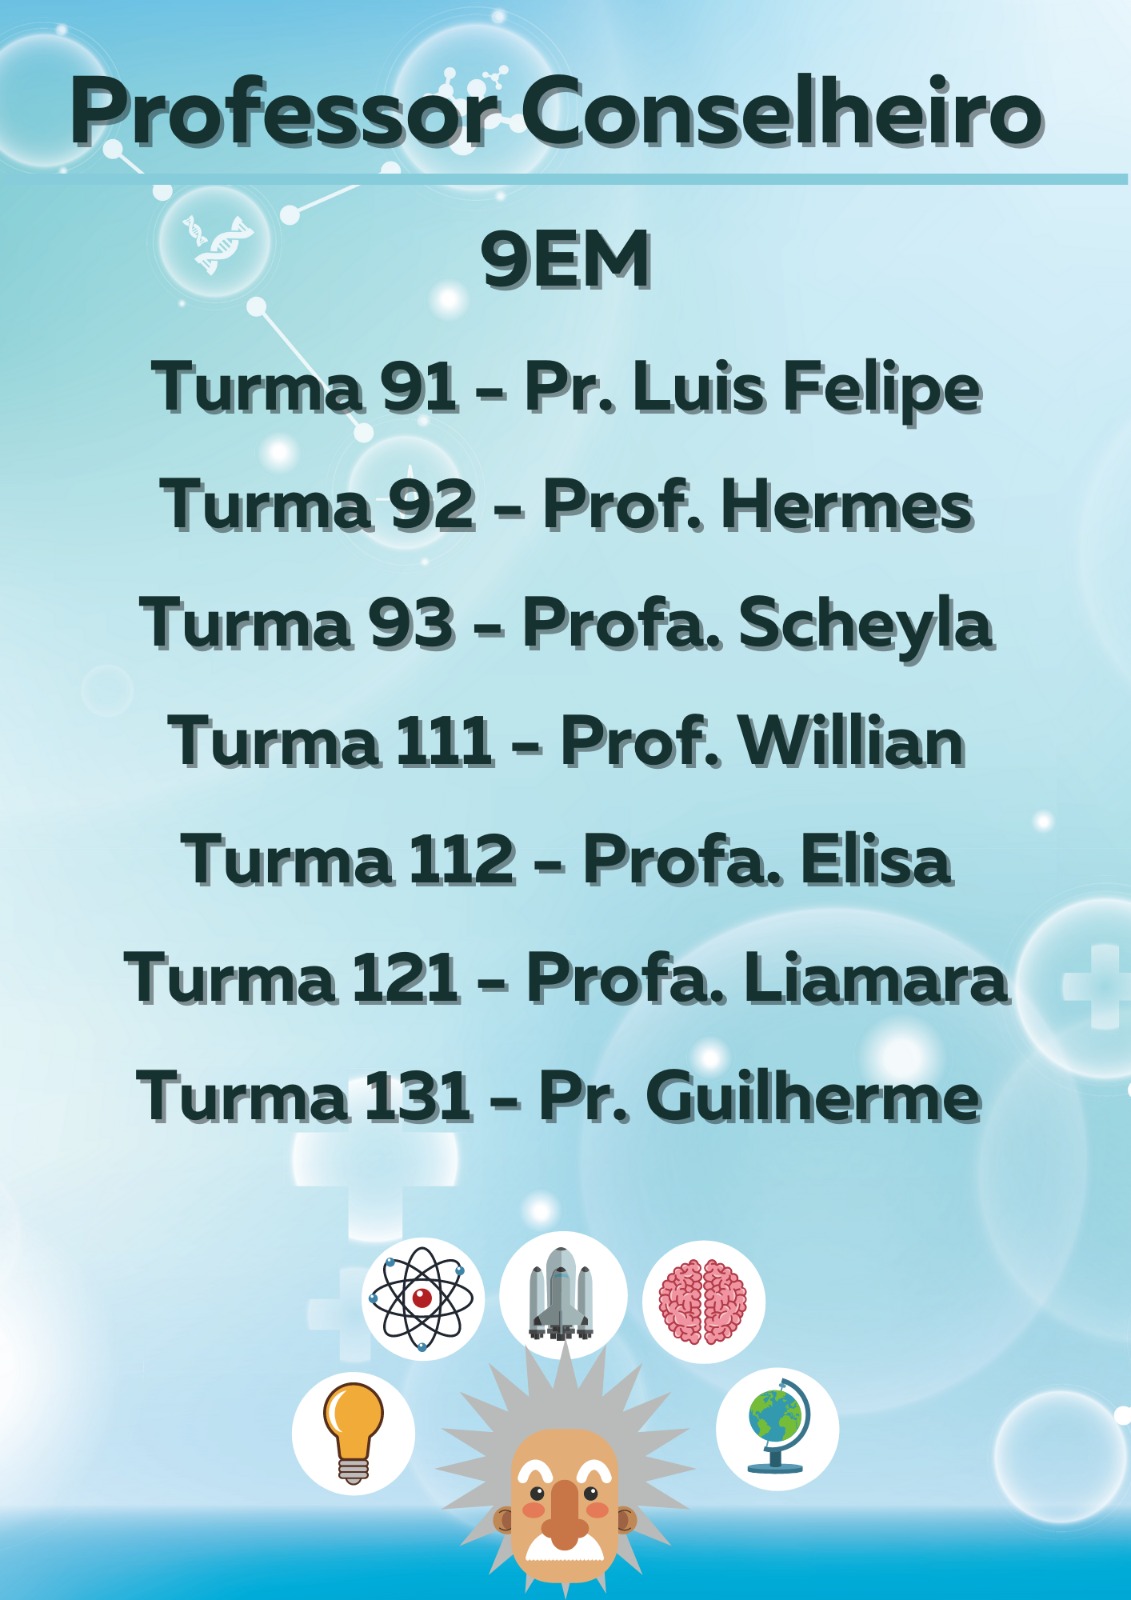 Professor Conselheiro
9EM
Turma 91 - Pr. Luis Felipe
Turma 92 - Prof. Hermes
Turma 93 - Profa. Scheyla
Turma 111 - Prof. Willian
Turma 112 - Profa. Elisa
Turma 121 - Profa. Liamara
Turma 131 - Pr. Guilherme